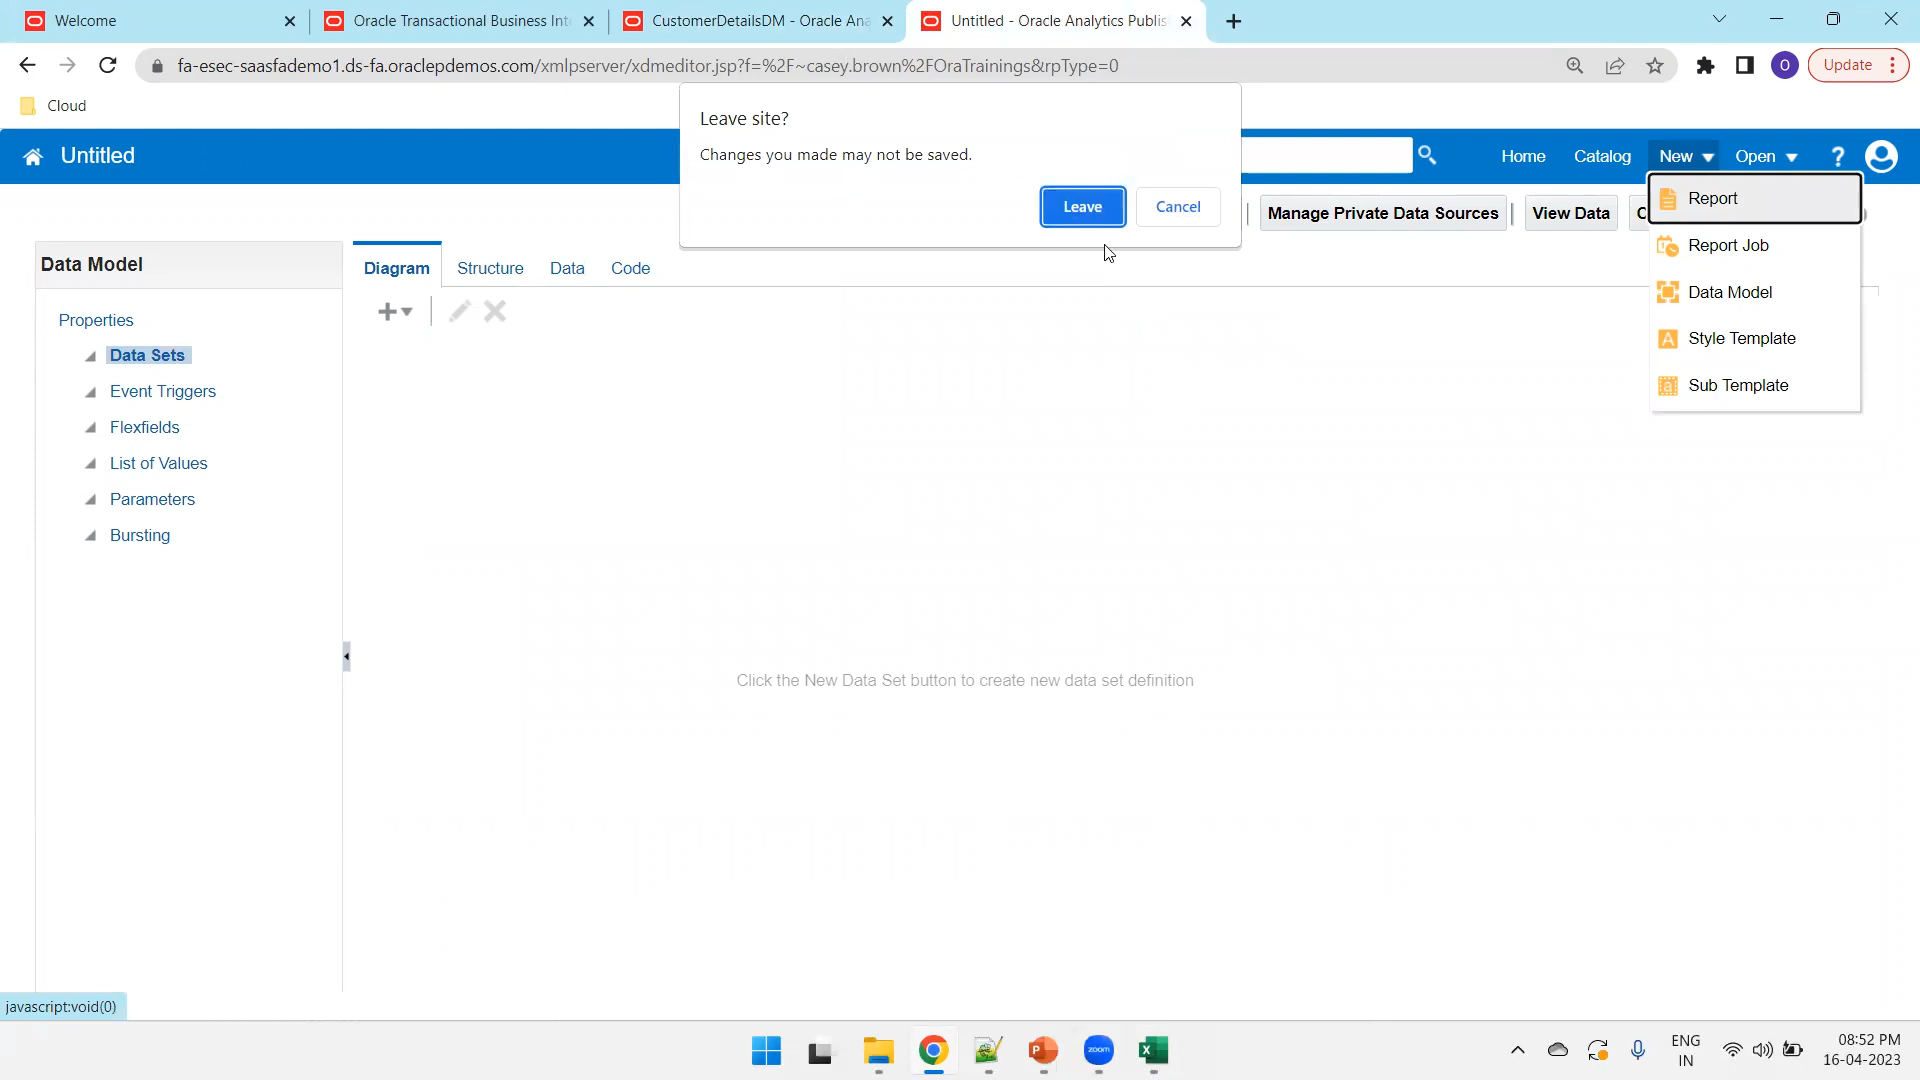 Welcome
Oracle Transactional Business Int
CustomerDetailsDM - Oracle Ana
Untitled - Oracle Analytics Publis
fa-esec-saasfademo1.ds-fa.oraclepdemos.com/xmlpserver/xdmeditor.jsp?f=%2F~casey.brown%2FOraTrainings&rpType=0
O
Update
Cloud
Leave site?
Changes you made may not be saved.
Leave
Cancel
Untitled
Home
Catalog
New
Open
?
Manage Private Data Sources
View Data
C
Report
Report Job
Data Model
Style Template
Sub Template
Data Model
Properties
Data Sets
Event Triggers
Flexfields
List of Values
Parameters
Bursting
Diagram
Structure
Data
Code
Click the New Data Set button to create new data set definition
javascript:void(0)
zoom
ENG
IN
08:52 PM
16-04-2023